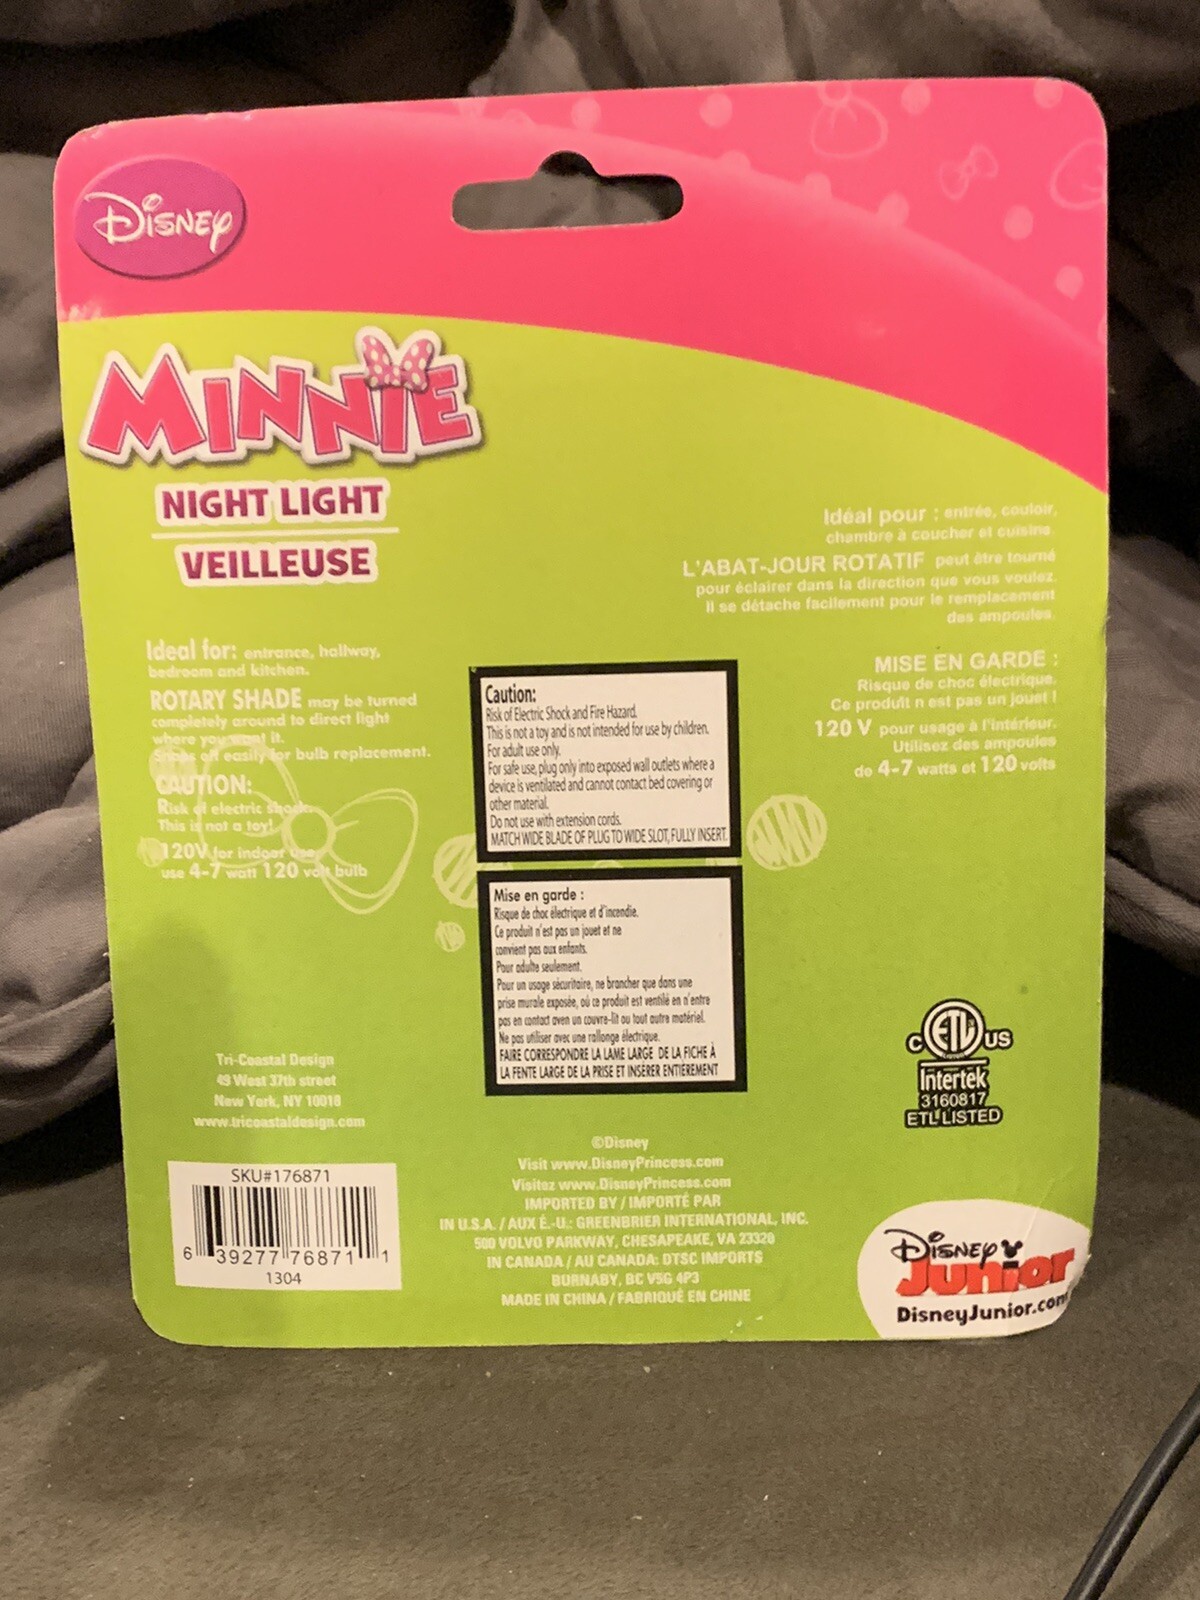 Disney
MINNIE
NIGHT LIGHT
VEILLEUSE
Ideal for: entrance, hallway,
bedroom and kitchen.
ROTARY SHADE may be turned
completely around to direct light
where you want it.
Snaps off easily for bulb replacement.
CAUTION:
Risk of electric shock.
This is not a toy!
120V for indoor use
use 4-7 watt 120 volt bulb
Idéal pour : entrée, couloir,
chambre à coucher et cuisine.
L'ABAT-JOUR ROTATIF peut être tourné
pour éclairer dans la direction que vous voulez.
Il se détache facilement pour le remplacement
des ampoules.
MISE EN GARDE :
Risque de choc électrique.
Ce produit n est pas un jouet !
120 V pour usage à l'intérieur.
Utilisez des ampoules
de 4-7 watts et 120 volts
Caution:
Risk of Electric Shock and Fire Hazard.
This is not a toy and is not intended for use by children.
For adult use only.
For safe use, plug only into exposed wall outlets where a
device is ventilated and cannot contact bed covering or
other material.
Do not use with extension cords.
MATCH WIDE BLADE OF PLUG TO WIDE SLOT, FULLY INSERT.
Mise en garde :
Risque de choc électrique et d'incendie.
Ce produit n'est pas un jouet et ne
convient pas aux enfants.
Pour adulte seulement.
Pour un usage sécuritaire, ne brancher que dans une
prise murale exposée, où ce produit est ventilé en n'entre
pas en contact aven un couvre-lit ou tout autre matériel.
Ne pas utiliser avec une rallonge électrique.
FAIRE CORRESPONDRE LA LAME LARGE DE LA FICHE À
LA FENTE LARGE DE LA PRISE ET INSÉRER ENTIÈREMENT
Tri-Coastal Design
49 West 37th street
New York, NY 10018
www.tricoastaldesign.com
SKU#176871
6 39277 76871 1
1304
©Disney
Visit www.DisneyPrincess.com
Visitez www.DisneyPrincess.com
IMPORTED BY / IMPORTÉ PAR
IN U.S.A. / AUX É.-U.: GREENBRIER INTERNATIONAL, INC.
500 VOLVO PARKWAY, CHESAPEAKE, VA 23320
IN CANADA / AU CANADA: DTSC IMPORTS
BURNABY, BC V5G 4P3
MADE IN CHINA / FABRIQUÉ EN CHINE
C ETL US
LISTED
Intertek
3160817
ETL LISTED
Disney
Junior
DisneyJunior.com